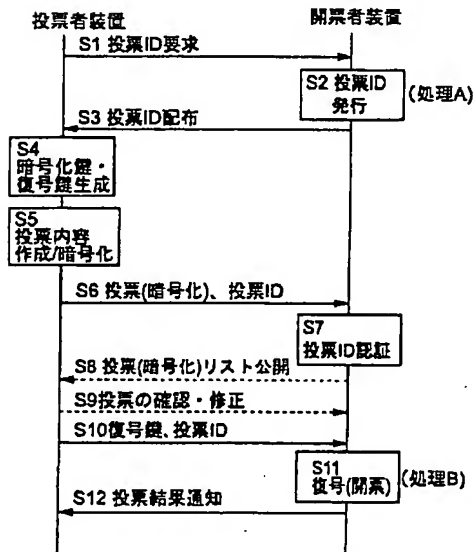 投票者装置
開票者装置
S1 投票ID要求
S2 投票ID
発行
(処理A)
S3 投票ID配布
S4
暗号化鍵・
復号鍵生成
S5
投票内容
作成/暗号化
S6 投票(暗号化)、投票ID
S7
投票ID認証
S8 投票(暗号化)リスト公開
S9投票の確認・修正
S10復号鍵、投票ID
S11
復号(開票)
(処理B)
S12 投票結果通知